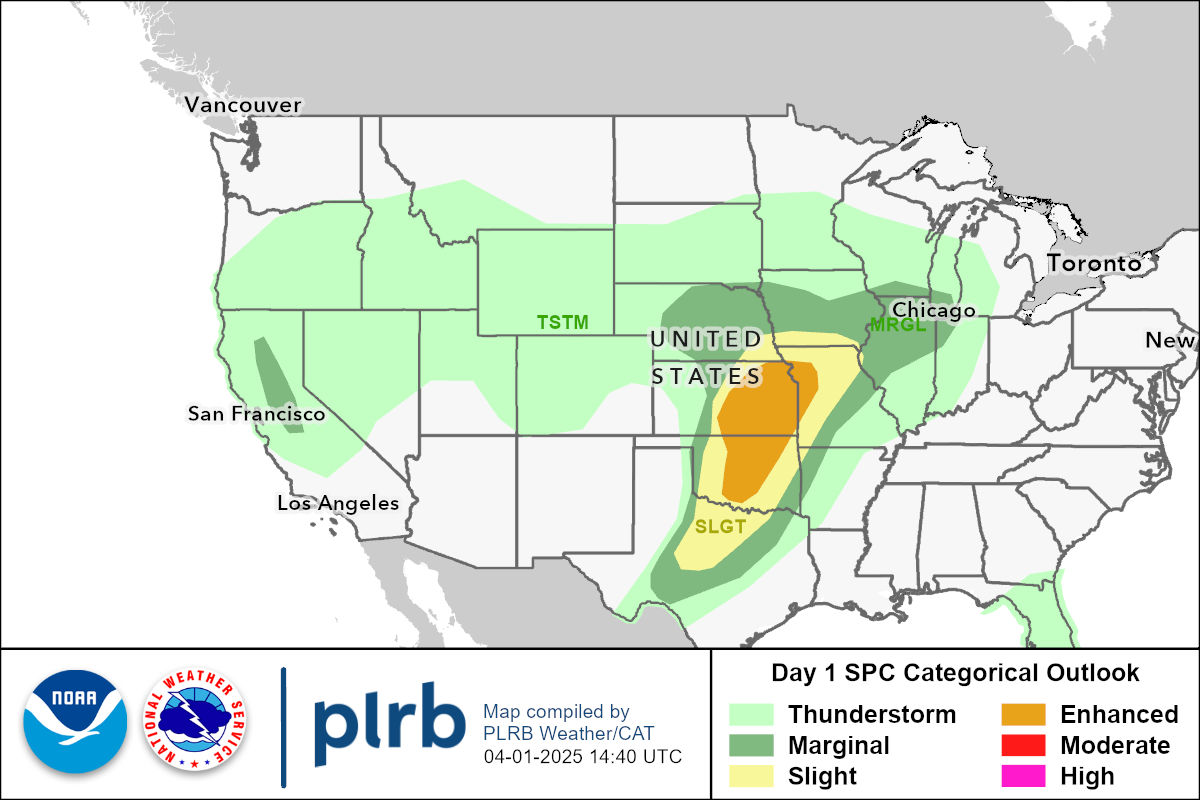 Vancouver
Toronto
Chicago
TSTM
MRGL
UNITED
New
STATES
San Francisco
Los Angeles
SLGT
NOAA
NATIONAL WEATHER SERVICE
plrb
Map compiled by
PLRB Weather/CAT
04-01-2025 14:40 UTC
Day 1 SPC Categorical Outlook
Thunderstorm
Marginal
Slight
Enhanced
Moderate
High